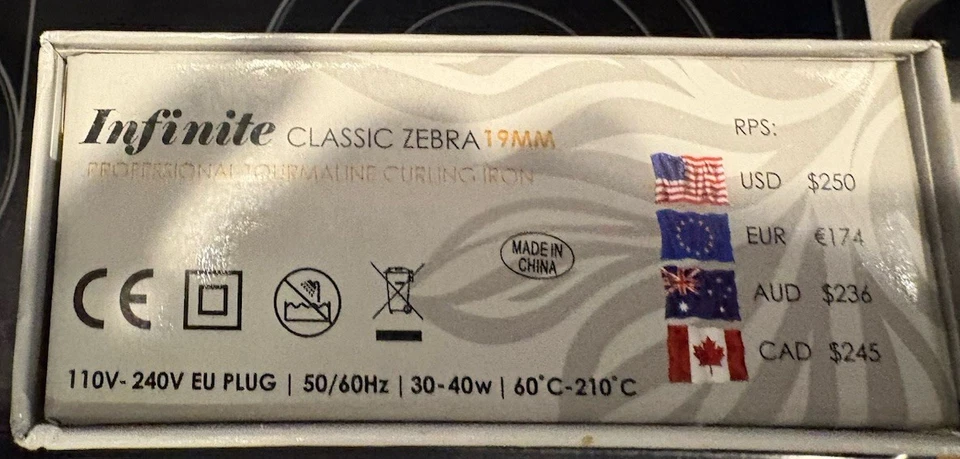 Infinite CLASSIC ZEBRA 19MM
PROFESSIONAL TOURMALINE CURLING IRON
MADE IN
CHINA
CE
110V-240V EU PLUG | 50/60Hz | 30-40w | 60°C-210°C
RPS:
USD $250
EUR €174
AUD $236
CAD $245